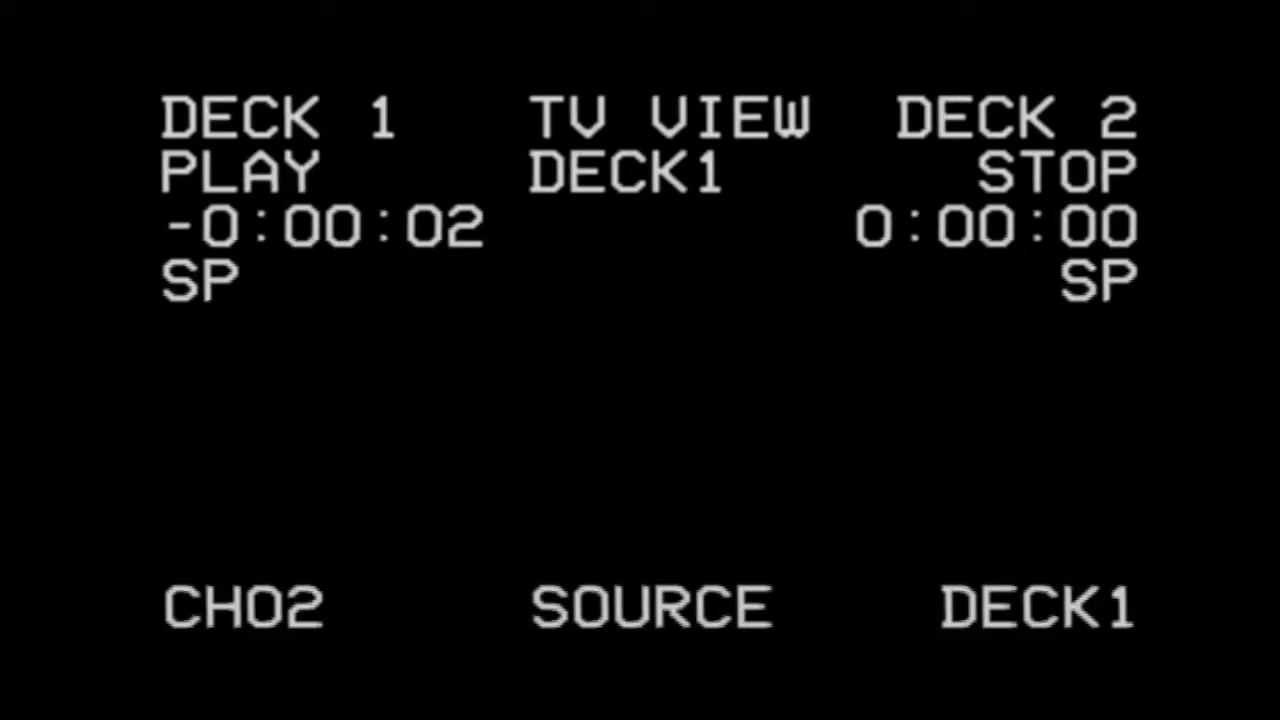 DECK 1 TV VIEW DECK 2
PLAY DECK1 STOP
-0:00:02 0:00:00
SP SP
CH02 SOURCE DECK1